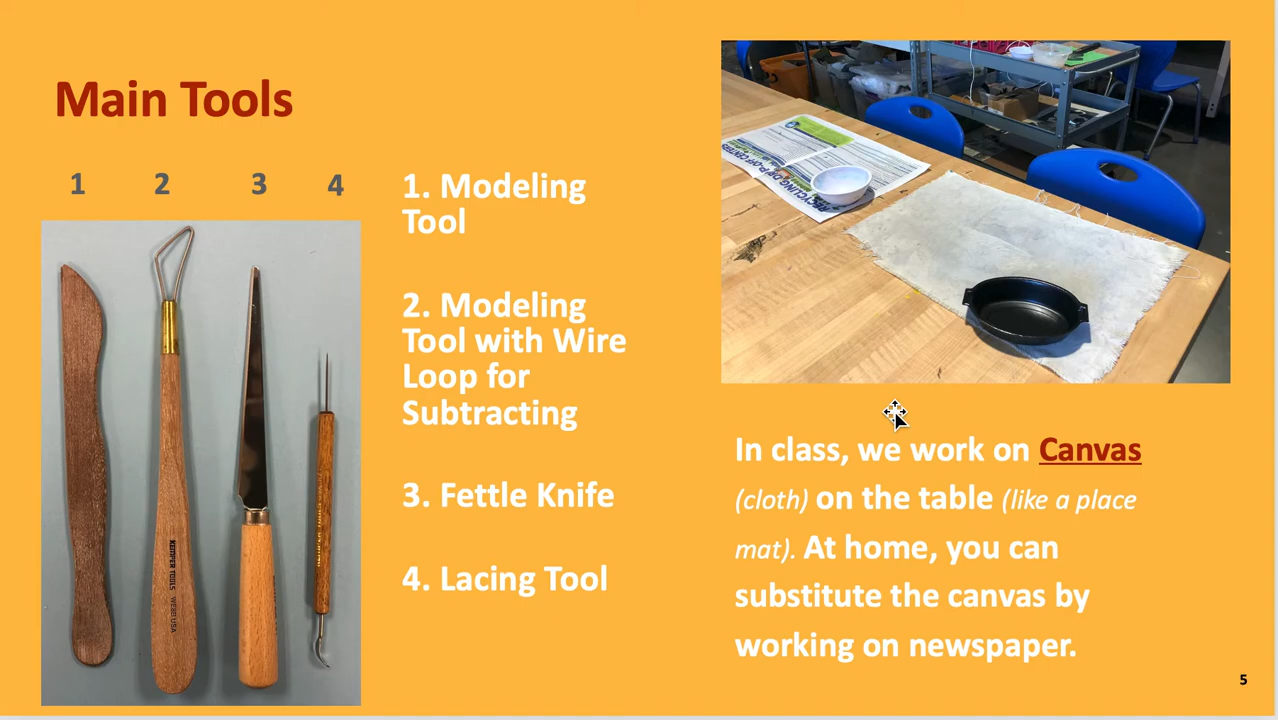 Main Tools
1 2 3 4
1. Modeling
Tool
2. Modeling
Tool with Wire
Loop for
Subtracting
3. Fettle Knife
4. Lacing Tool
KEMPER TOOLS
In class, we work on Canvas
(cloth) on the table (like a place
mat). At home, you can
substitute the canvas by
working on newspaper.
5